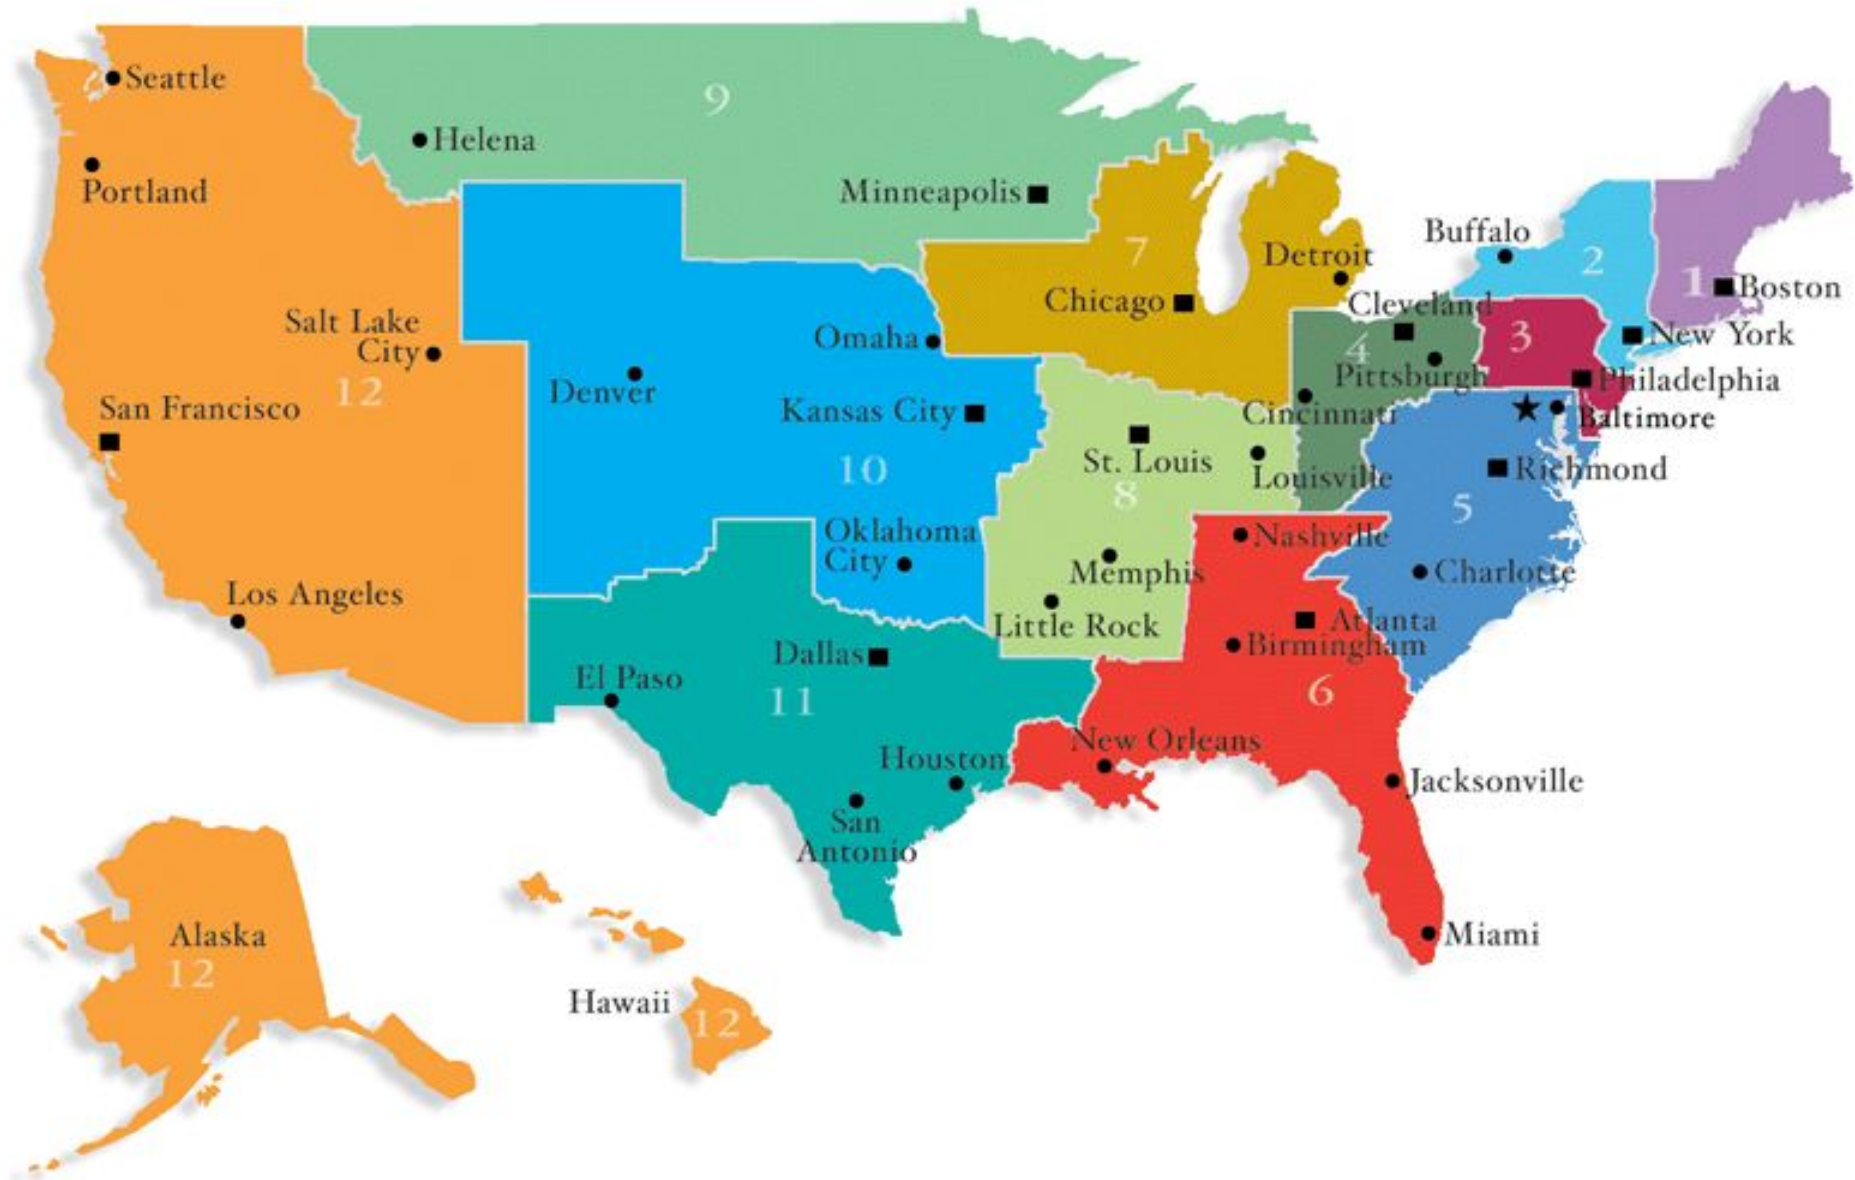 Seattle
9
Helena
Portland
Minneapolis
Buffalo
7
Detroit
2
1
Boston
Chicago
Cleveland
Salt Lake
City
12
Omaha
4
3
New York
Denver
Pittsburgh
Philadelphia
San Francisco
Kansas City
Cincinnati
Baltimore
10
St. Louis
8
Louisville
Richmond
5
Oklahoma
City
Nashville
Memphis
Charlotte
Los Angeles
Little Rock
Atlanta
Birmingham
Dallas
El Paso
11
6
New Orleans
Houston
Jacksonville
San
Antonio
Alaska
12
Miami
Hawaii
12